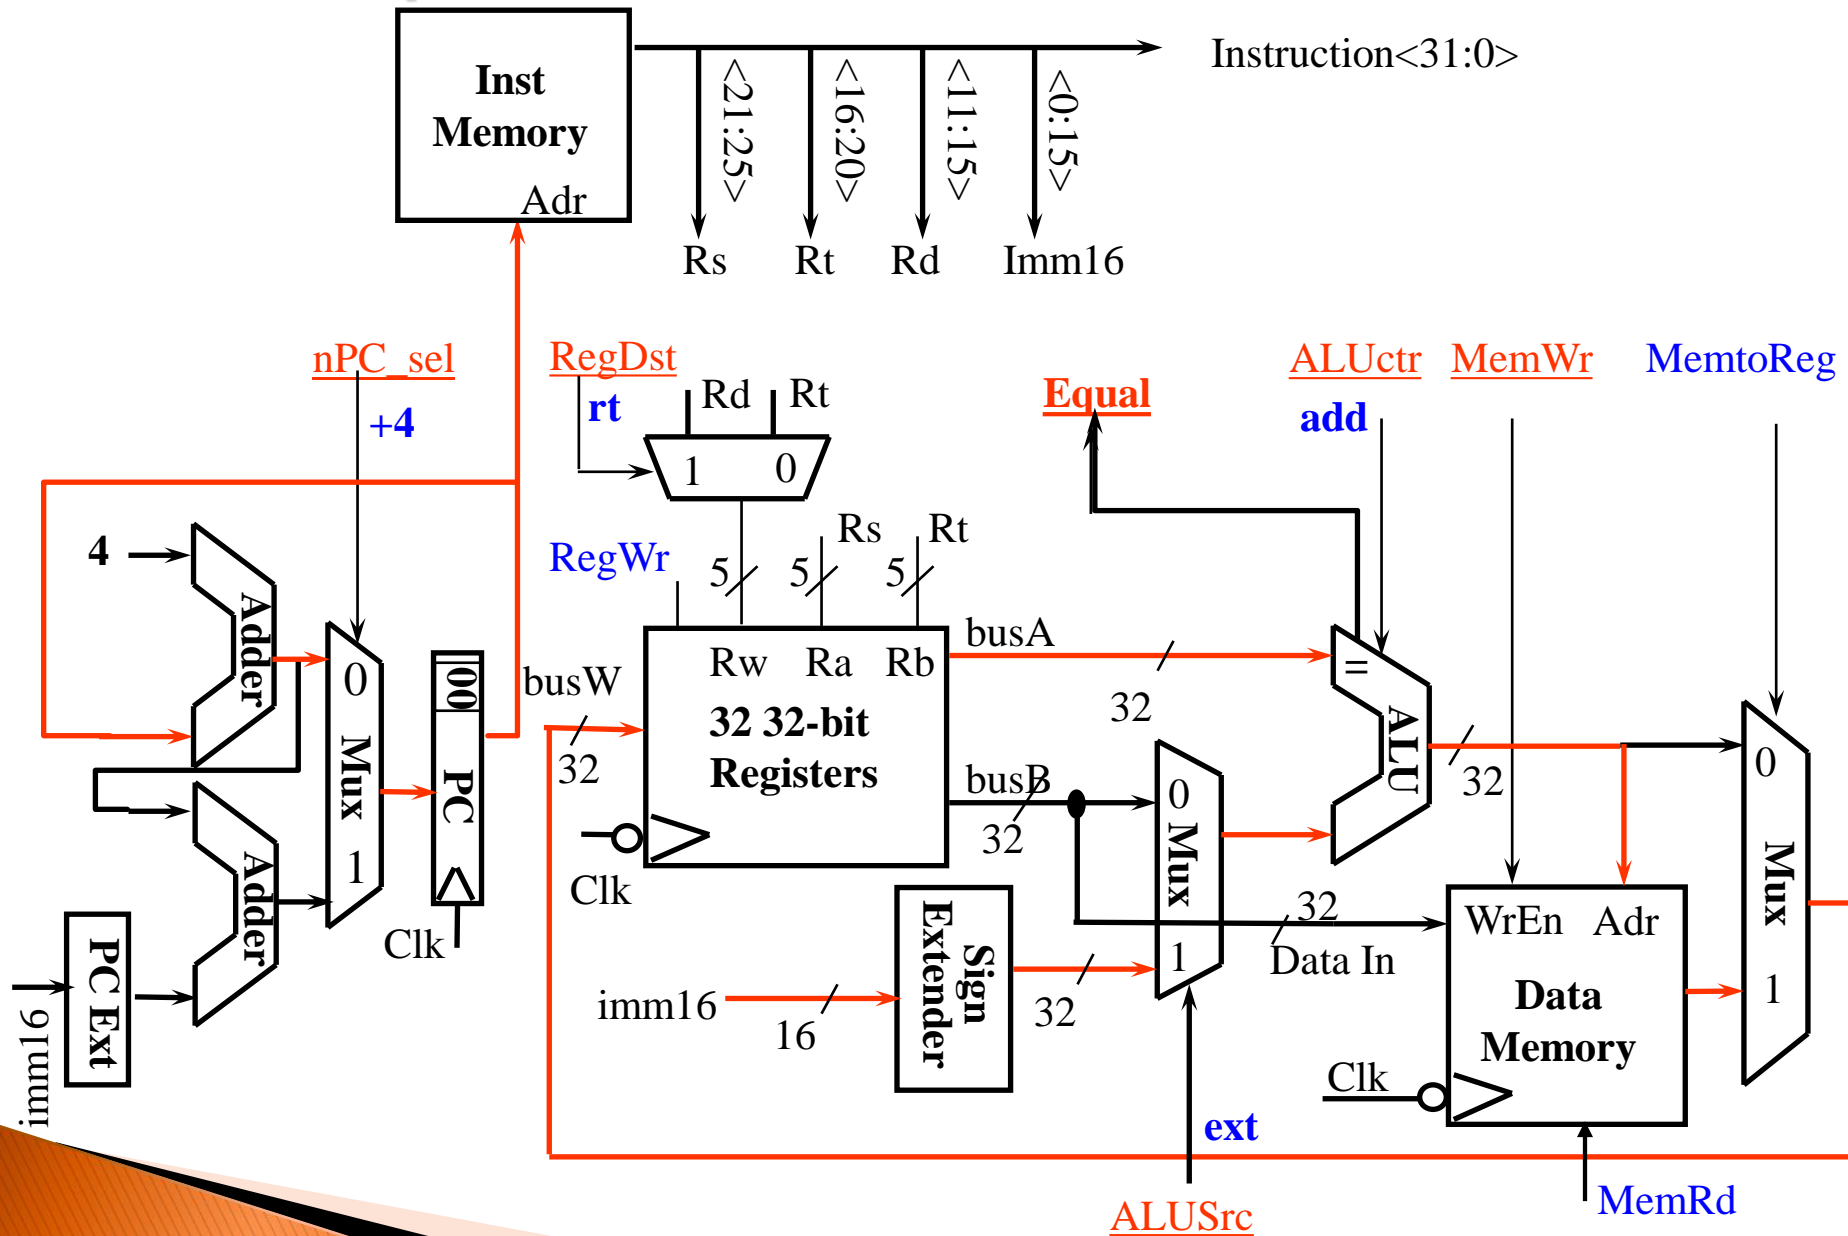 Inst
Memory
Adr
Instruction<31:0>
<21:25>
<16:20>
<11:15>
<0:15>
Rs
Rt
Rd
Imm16
nPC_sel
+4
RegDst
rt
Rd
Rt
1
0
Equal
ALUctr
add
MemWr
MemtoReg
4
Adder
0
Mux
1
00
PC
Clk
Adder
PC Ext
imm16
RegWr
5
5
Rs
5
Rt
busW
32
Rw
Ra
Rb
32 32-bit
Registers
Clk
busA
32
busB
32
0
Mux
1
=
ALU
32
imm16
16
Sign
Extender
32
ext
ALUSrc
32
Data In
WrEn
Adr
Data
Memory
Clk
MemRd
0
Mux
1